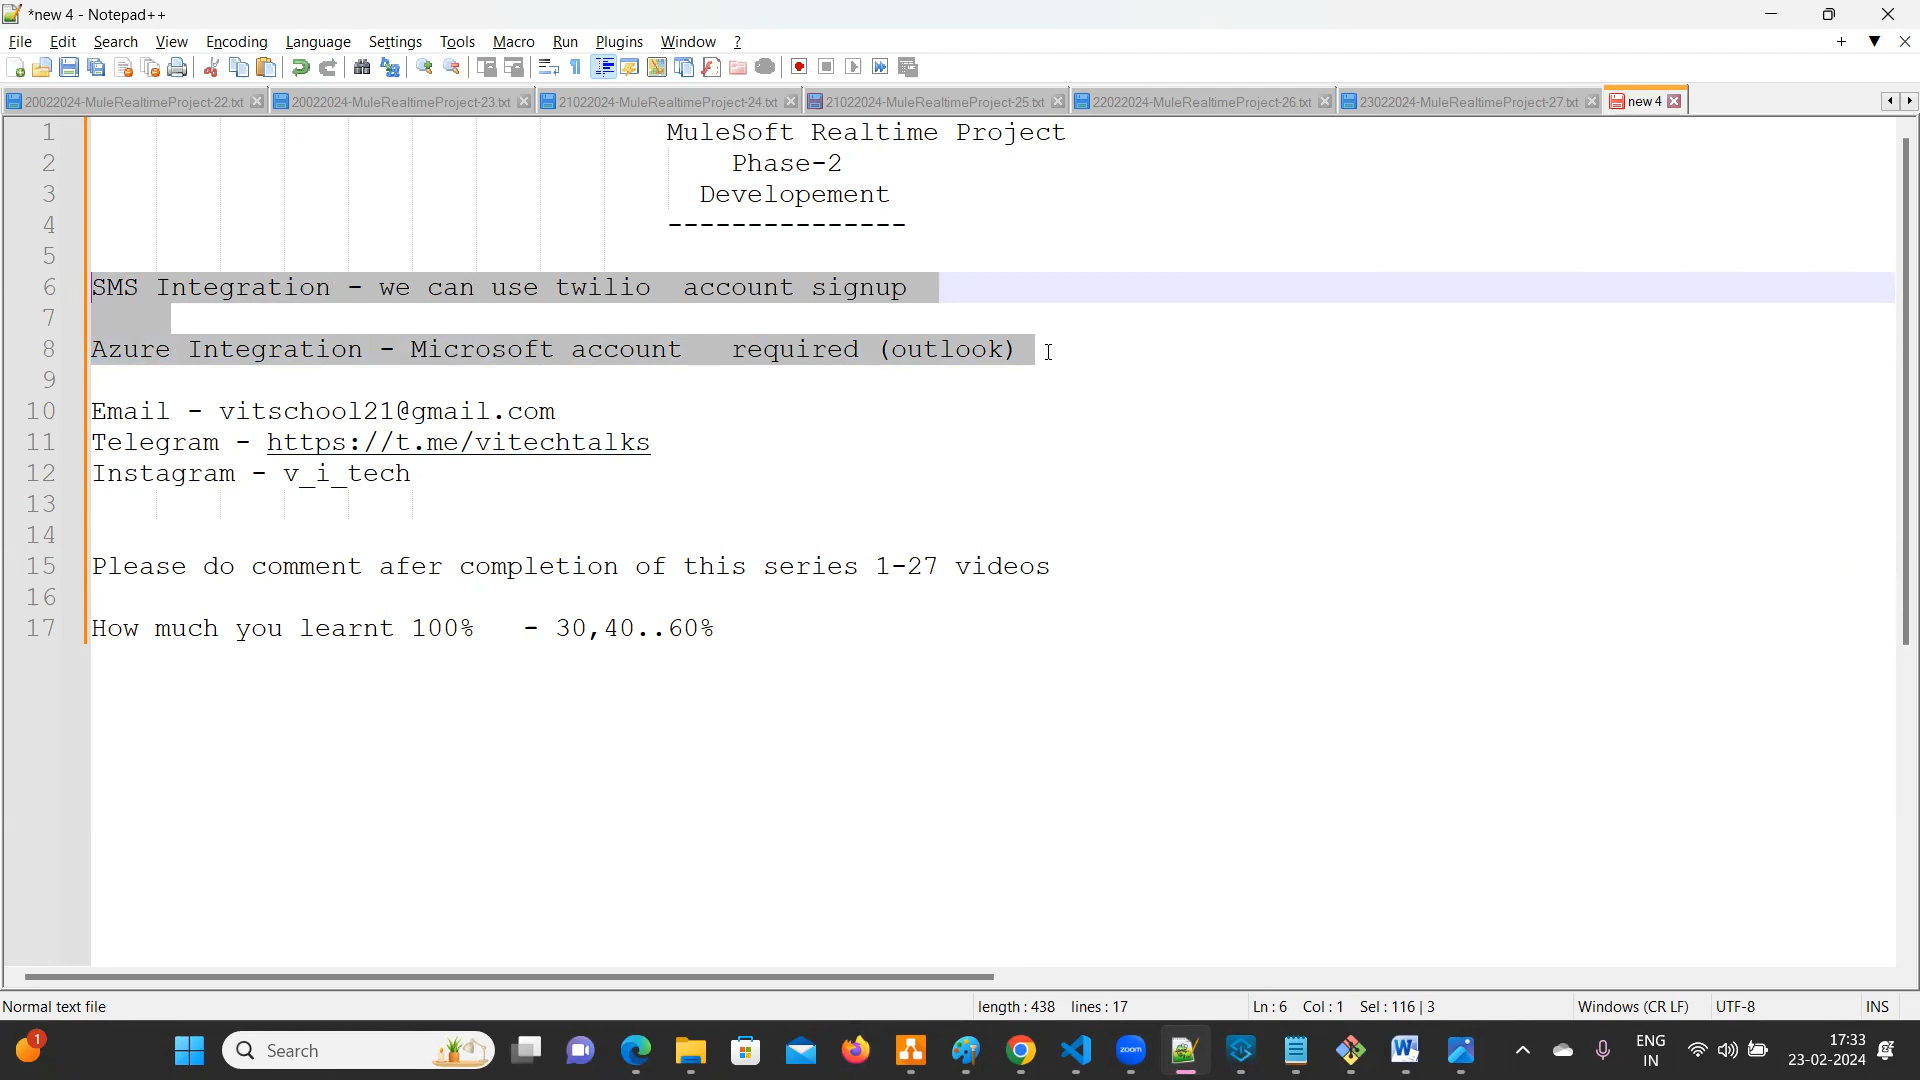 *new 4 - Notepad++
File Edit Search View Encoding Language Settings Tools Macro Run Plugins Window ?
20022024-MuleRealtimeProject-22.txt 20022024-MuleRealtimeProject-23.txt 21022024-MuleRealtimeProject-24.txt 21022024-MuleRealtimeProject-25.txt 22022024-MuleRealtimeProject-26.txt 23022024-MuleRealtimeProject-27.txt new 4
1 MuleSoft Realtime Project
2 Phase-2
3 Developement
4 ---------------
5
6 SMS Integration - we can use twilio account signup
7
8 Azure Integration - Microsoft account required (outlook)
9
10 Email - vitschool21@gmail.com
11 Telegram - https://t.me/vitechtalks
12 Instagram - v_i_tech
13
14
15 Please do comment afer completion of this series 1-27 videos
16
17 How much you learnt 100% - 30,40..60%
Normal text file length : 438 lines : 17 Ln : 6 Col : 1 Sel : 116 | 3 Windows (CR LF) UTF-8 INS
1 Search zoom ENG 17:33
IN 23-02-2024